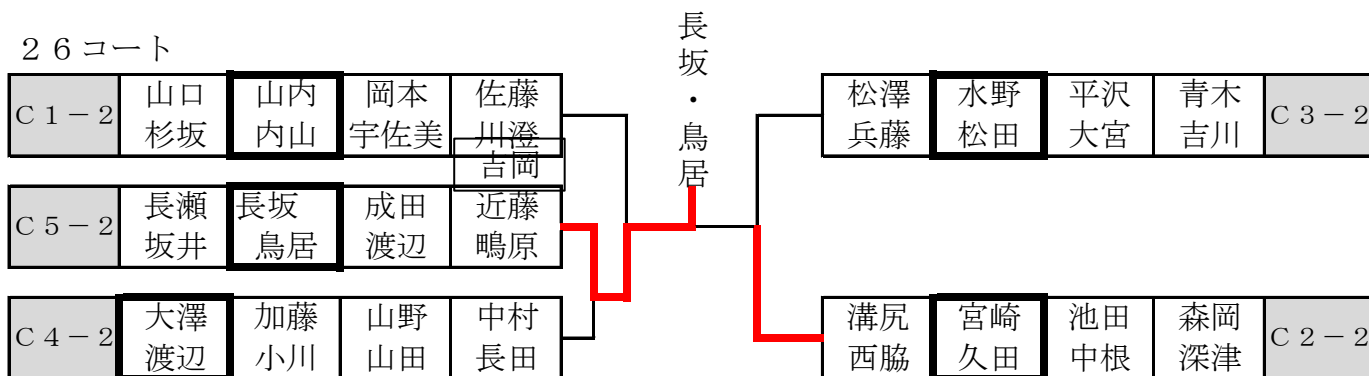 26コート
長坂・鳥居
C1-2 山口 山内 岡本 佐藤
杉坂 内山 宇佐美 川澄
吉岡
C5-2 長瀬 長坂 成田 近藤
坂井 鳥居 渡辺 鴫原
C4-2 大澤 加藤 山野 中村
渡辺 小川 山田 長田
松澤 水野 平沢 青木 C3-2
兵藤 松田 大宮 吉川
溝尻 宮崎 池田 森岡 C2-2
西脇 久田 中根 深津